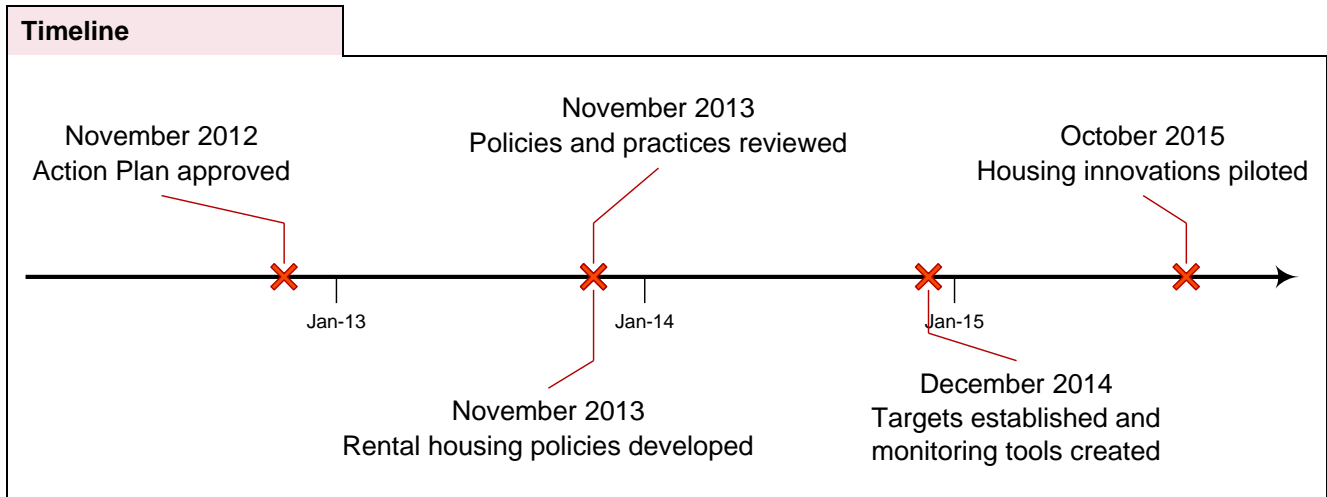 Timeline
November 2012
Action Plan approved
November 2013
Policies and practices reviewed
October 2015
Housing innovations piloted
Jan-13
Jan-14
Jan-15
November 2013
Rental housing policies developed
December 2014
Targets established and
monitoring tools created